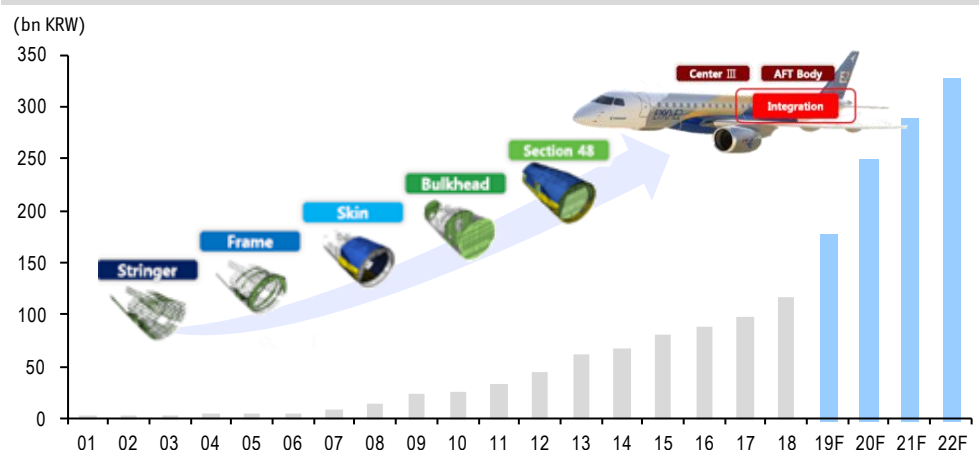 (bn KRW)
350
300
250
200
150
100
50
0
Center Ⅲ AFT Body
Integration
Section 48
Bulkhead
Skin
Frame
Stringer
01 02 03 04 05 06 07 08 09 10 11 12 13 14 15 16 17 18 19F 20F 21F 22F